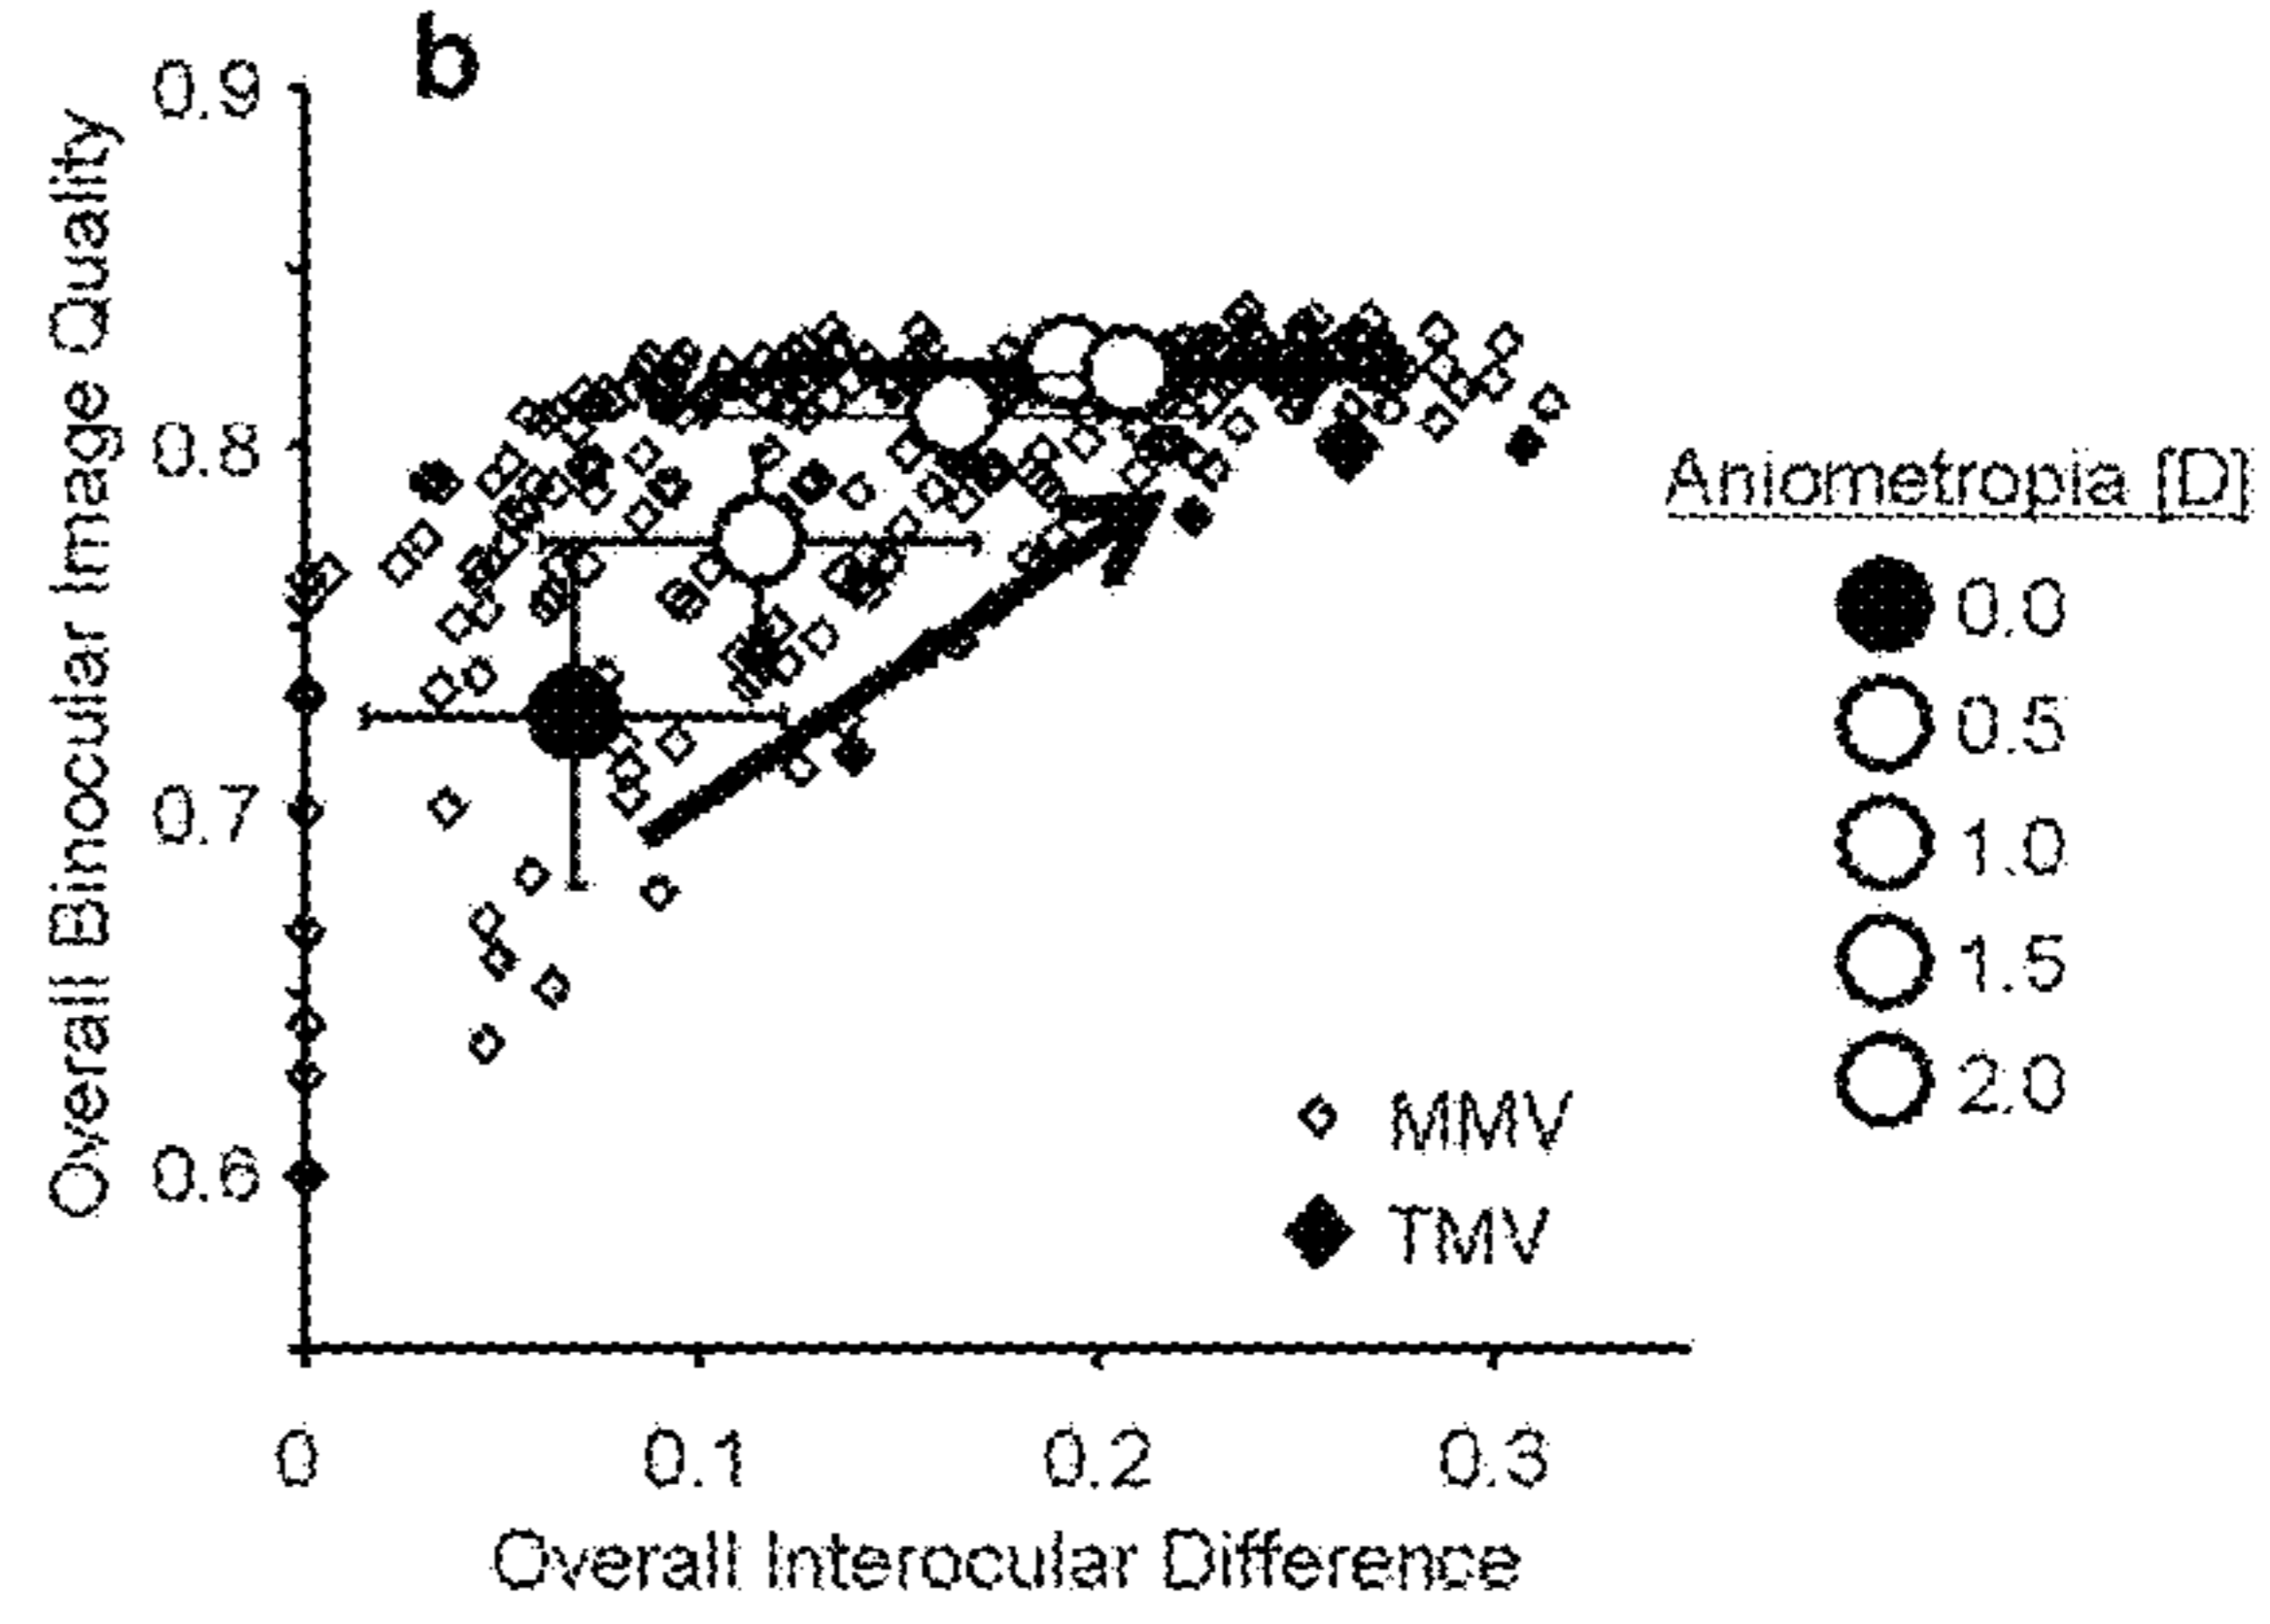 b
Overall Binocular Image Quality
0.9
0.8
0.7
0.6
0
0.1
0.2
0.3
Overall Interocular Difference
MMV
TMV
Aniometropia [D]
0.0
0.5
1.0
1.5
2.0